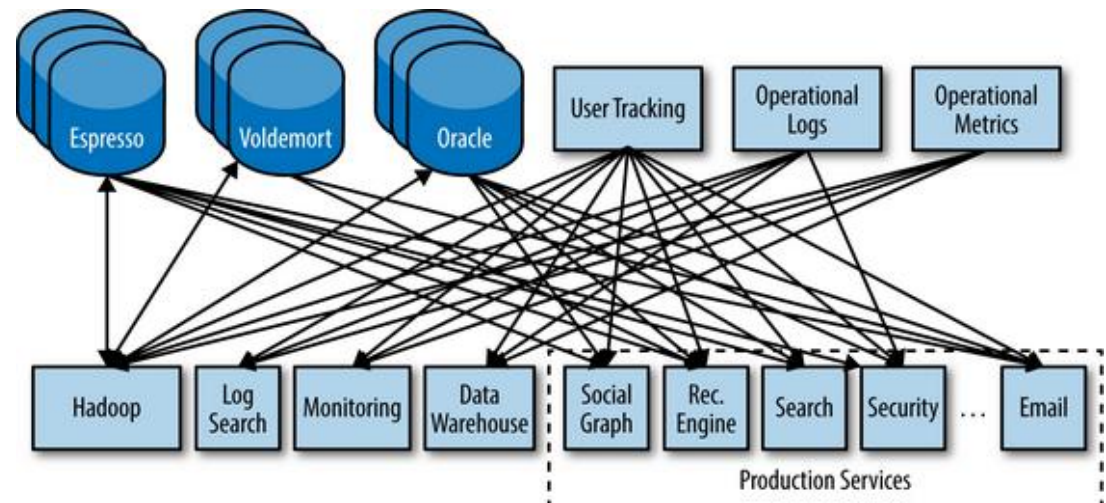 Espresso
Voldemort
Oracle
User Tracking
Operational
Logs
Operational
Metrics
Hadoop
Log
Search
Monitoring
Data
Warehouse
Social
Graph
Rec.
Engine
Search
Security
...
Email
Production Services